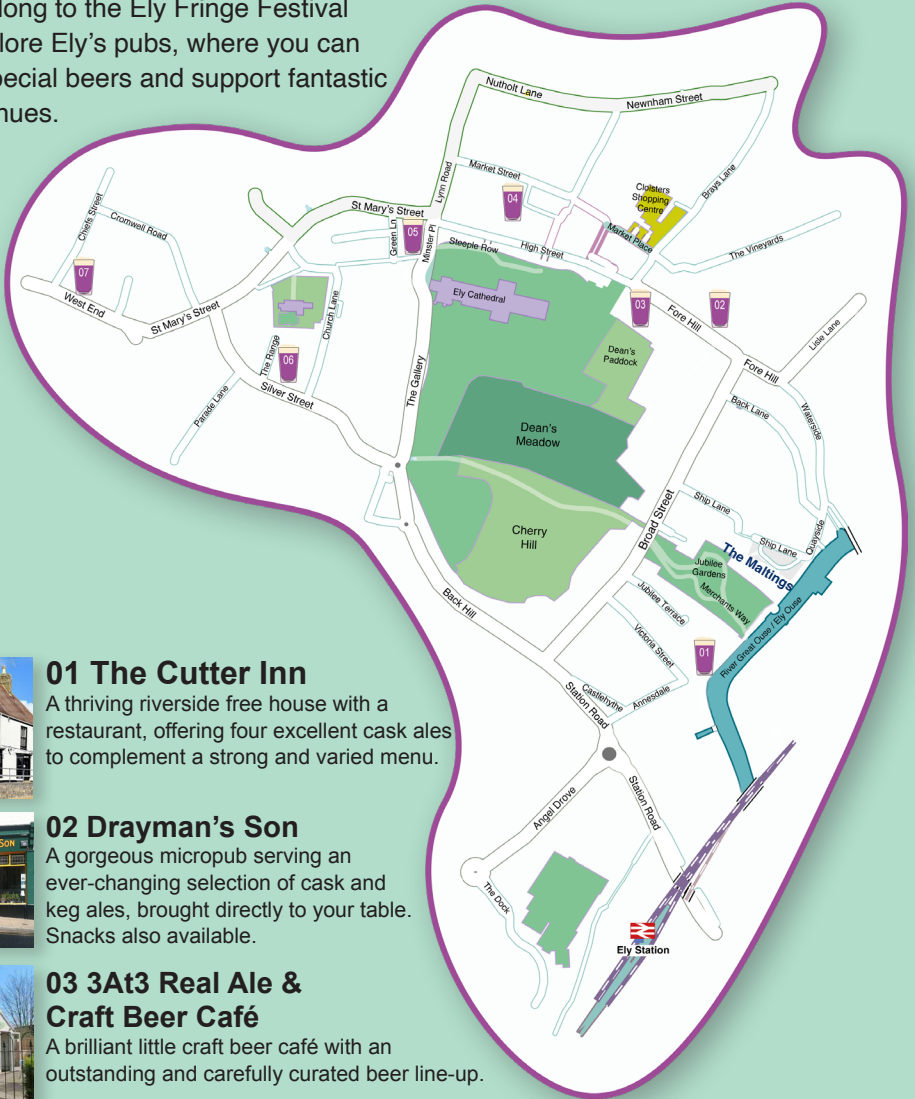 long to the Ely Fringe Festival
lore Ely's pubs, where you can
pecial beers and support fantastic
nues.
Nutholt Lane
Newnham Street
Lynn Road
Market Street
04
Cloisters
Shopping
Centre
Brays Lane
Chiefs Street
Cromwell Road
St Mary's Street
Green Ln
05
Minster Pl
Steeple Row
High Street
Market Place
The Vineyards
07
West End
St Mary's Street
Church Lane
Ely Cathedral
03
02
Fore Hill
Lisle Lane
The Range
06
Silver Street
Parade Lane
The Gallery
Dean's
Paddock
Fore Hill
Back Lane
Waterside
Dean's
Meadow
Broad Street
Ship Lane
Ship Lane
Quayside
Cherry
Hill
The Maltings
Jubilee
Gardens
Merchants Way
Jubilee Terrace
Back Hill
Victoria Street
01
River Great Ouse / Ely Ouse
Castlehythe
Annesdale
Station Road
Angel Drove
Station Road
The Dock
Ely Station
01 The Cutter Inn
A thriving riverside free house with a
restaurant, offering four excellent cask ales
to complement a strong and varied menu.
SON
02 Drayman's Son
A gorgeous micropub serving an
ever-changing selection of cask and
keg ales, brought directly to your table.
Snacks also available.
03 3At3 Real Ale &
Craft Beer Café
A brilliant little craft beer café with an
outstanding and carefully curated beer line-up.